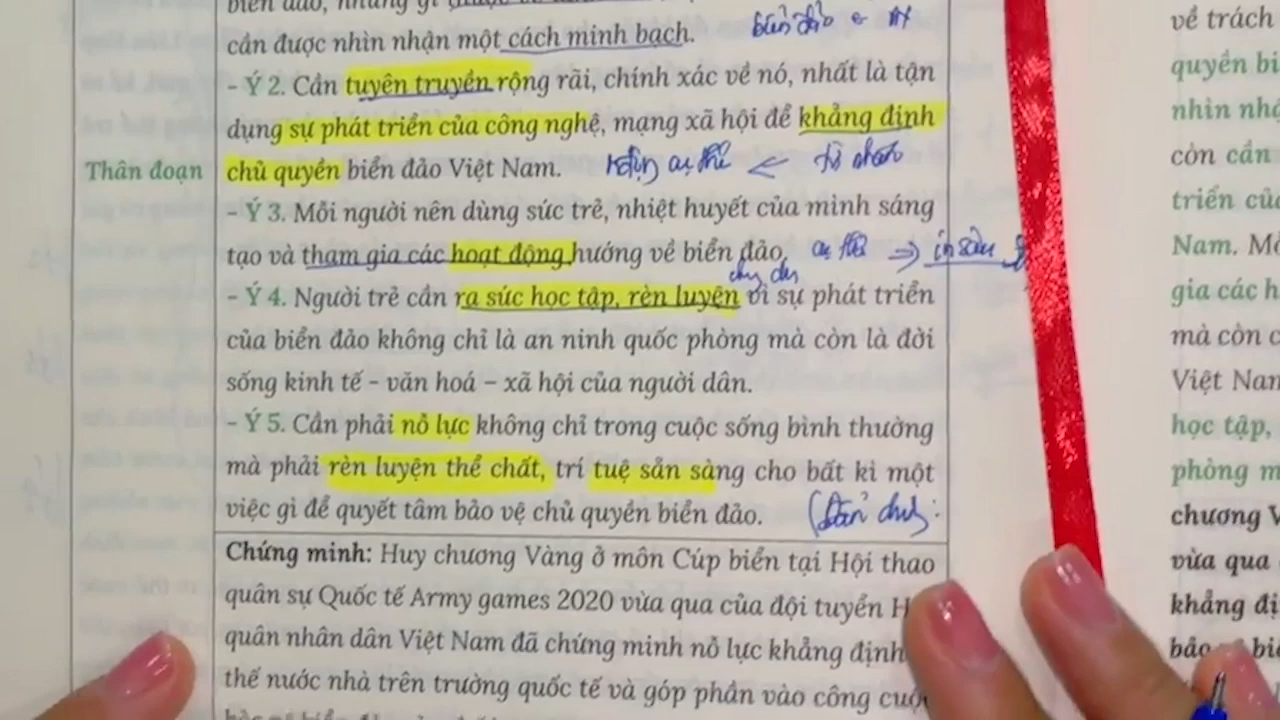 biển đảo, những gì
cần được nhìn nhận một cách minh bạch.
- Ý 2. Cần tuyên truyền rộng rãi, chính xác về nó, nhất là tận
dụng sự phát triển của công nghệ, mạng xã hội để khẳng định
Thân đoạn
chủ quyền biển đảo Việt Nam.
- Ý 3. Mỗi người nên dùng sức trẻ, nhiệt huyết của mình sáng
tạo và tham gia các hoạt động hướng về biển đảo.
- Ý 4. Người trẻ cần ra sức học tập, rèn luyện vì sự phát triển
của biển đảo không chỉ là an ninh quốc phòng mà còn là đời
sống kinh tế – văn hoá – xã hội của người dân.
- Ý 5. Cần phải nỗ lực không chỉ trong cuộc sống bình thường
mà phải rèn luyện thể chất, trí tuệ sẵn sàng cho bất kì một
việc gì để quyết tâm bảo vệ chủ quyền biển đảo.
Chứng minh: Huy chương Vàng ở môn Cúp biển tại Hội thao
quân sự Quốc tế Army games 2020 vừa qua của đội tuyển
quân nhân dân Việt Nam đã chứng minh nỗ lực khẳng định
thế nước nhà trên trường quốc tế và góp phần vào công
về trách
quyền bi
nhìn nhậ
còn cần
triển củ
Nam. Mỗ
gia các h
mà còn c
Việt Nan
học tập,
phòng m
chương V
vừa qua
khẳng đị
bảo